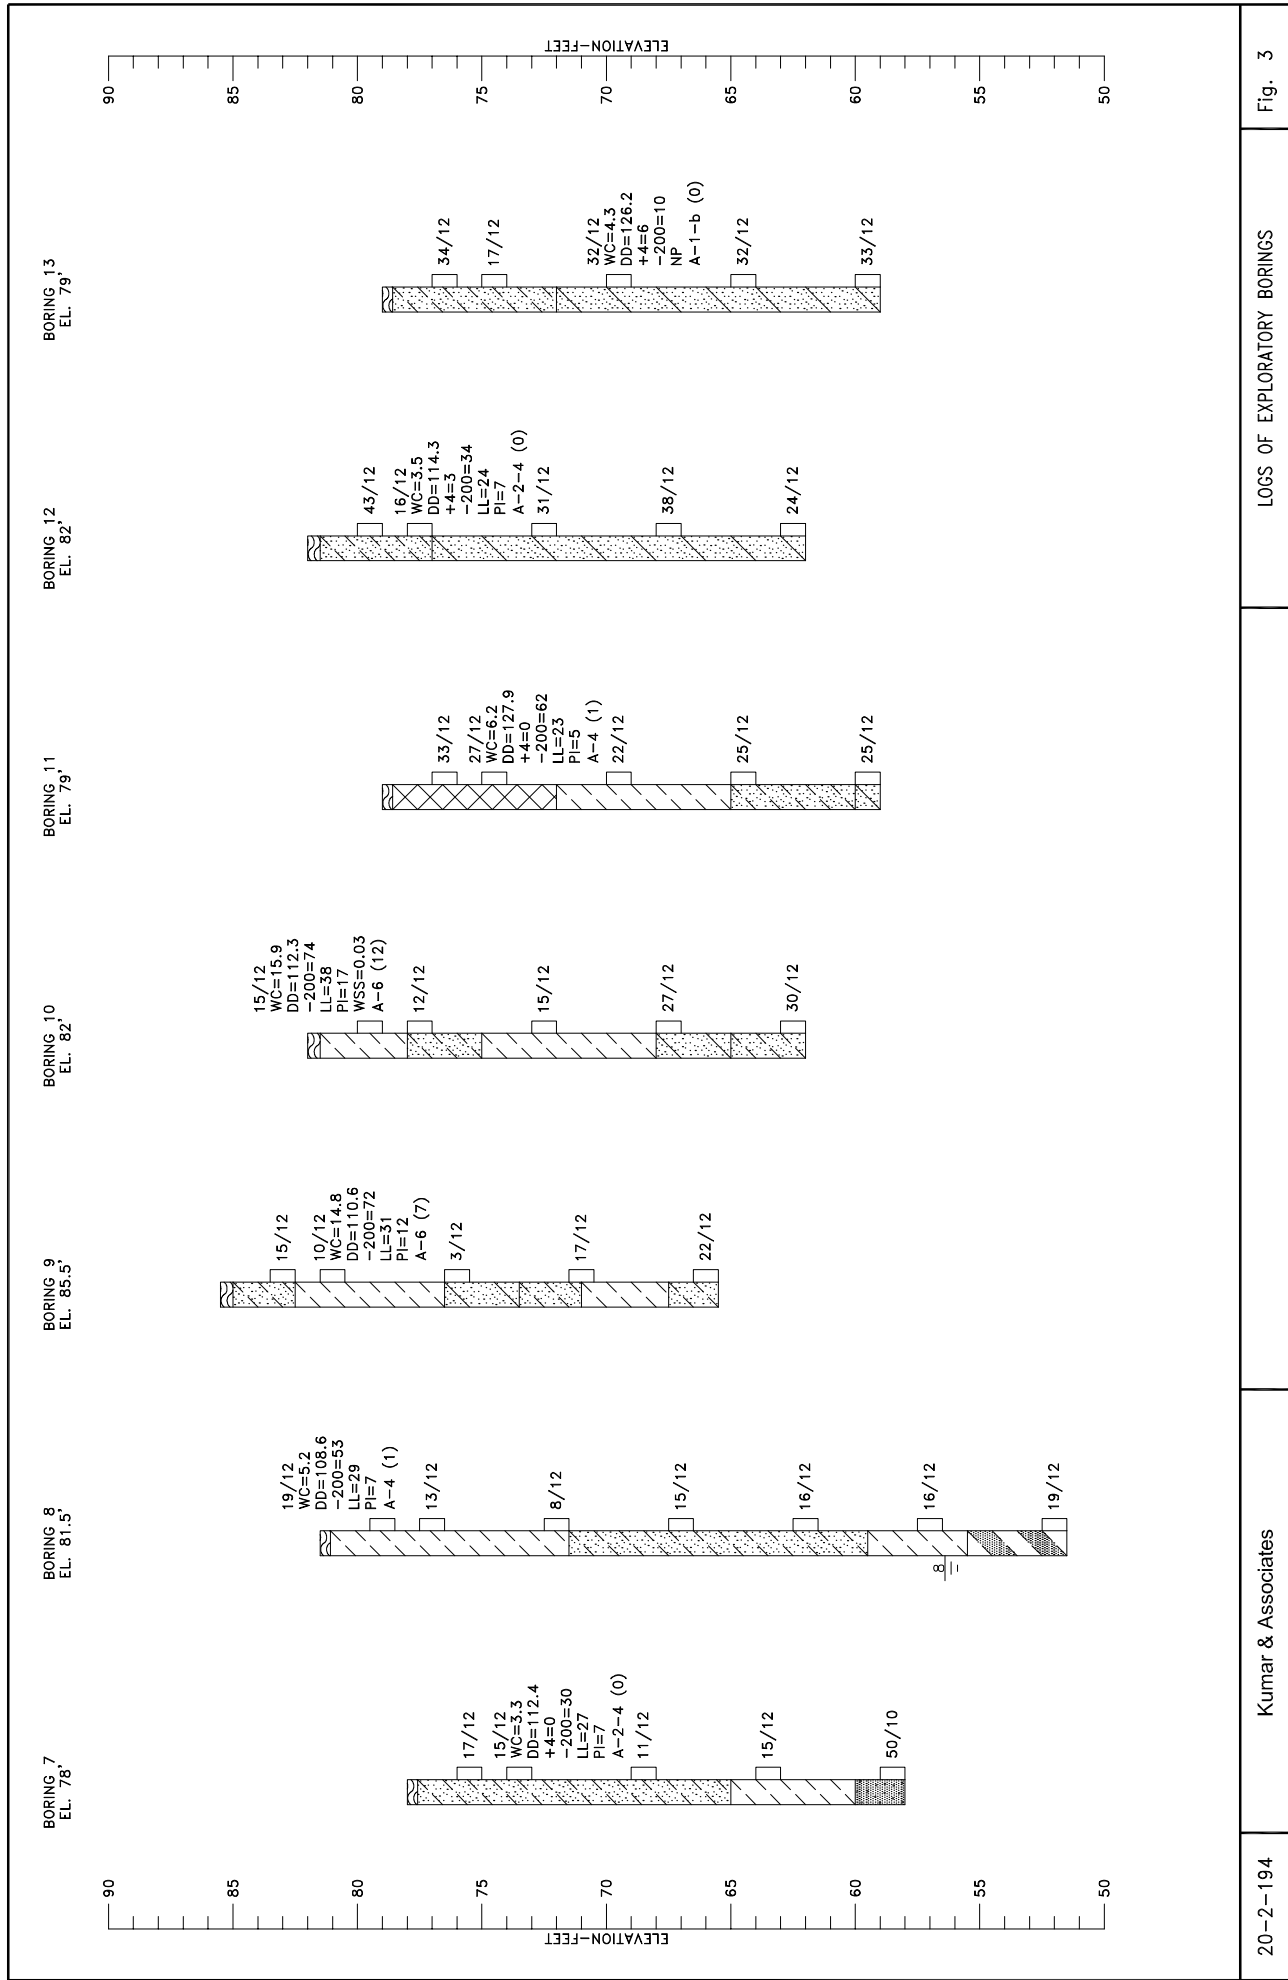 BORING 7
EL. 78'
17/12
15/12
WC=3.3
DD=112.4
+4=0
-200=30
LL=27
PI=7
A-2-4 (0)
11/12
15/12
50/10
BORING 8
EL. 81.5'
19/12
WC=5.2
DD=108.6
-200=53
LL=29
PI=7
A-4 (1)
13/12
8/12
15/12
16/12
16/12
19/12
8
BORING 9
EL. 85.5'
15/12
10/12
WC=14.8
DD=110.6
-200=72
LL=31
PI=12
A-6 (7)
3/12
17/12
22/12
BORING 10
EL. 82'
15/12
WC=15.9
DD=112.3
-200=74
LL=38
PI=17
WSS=0.03
A-6 (12)
12/12
15/12
27/12
30/12
BORING 11
EL. 79'
33/12
27/12
WC=6.2
DD=127.9
+4=0
-200=62
LL=23
PI=5
A-4 (1)
22/12
25/12
25/12
BORING 12
EL. 82'
43/12
16/12
WC=3.5
DD=114.3
+4=3
-200=34
LL=24
PI=7
A-2-4 (0)
31/12
38/12
24/12
BORING 13
EL. 79'
34/12
17/12
32/12
WC=4.3
DD=126.2
+4=6
-200=10
NP
A-1-b (0)
32/12
33/12
ELEVATION-FEET
90
85
80
75
70
65
60
55
50
ELEVATION-FEET
90
85
80
75
70
65
60
55
50
20-2-194
Kumar & Associates
LOGS OF EXPLORATORY BORINGS
Fig. 3